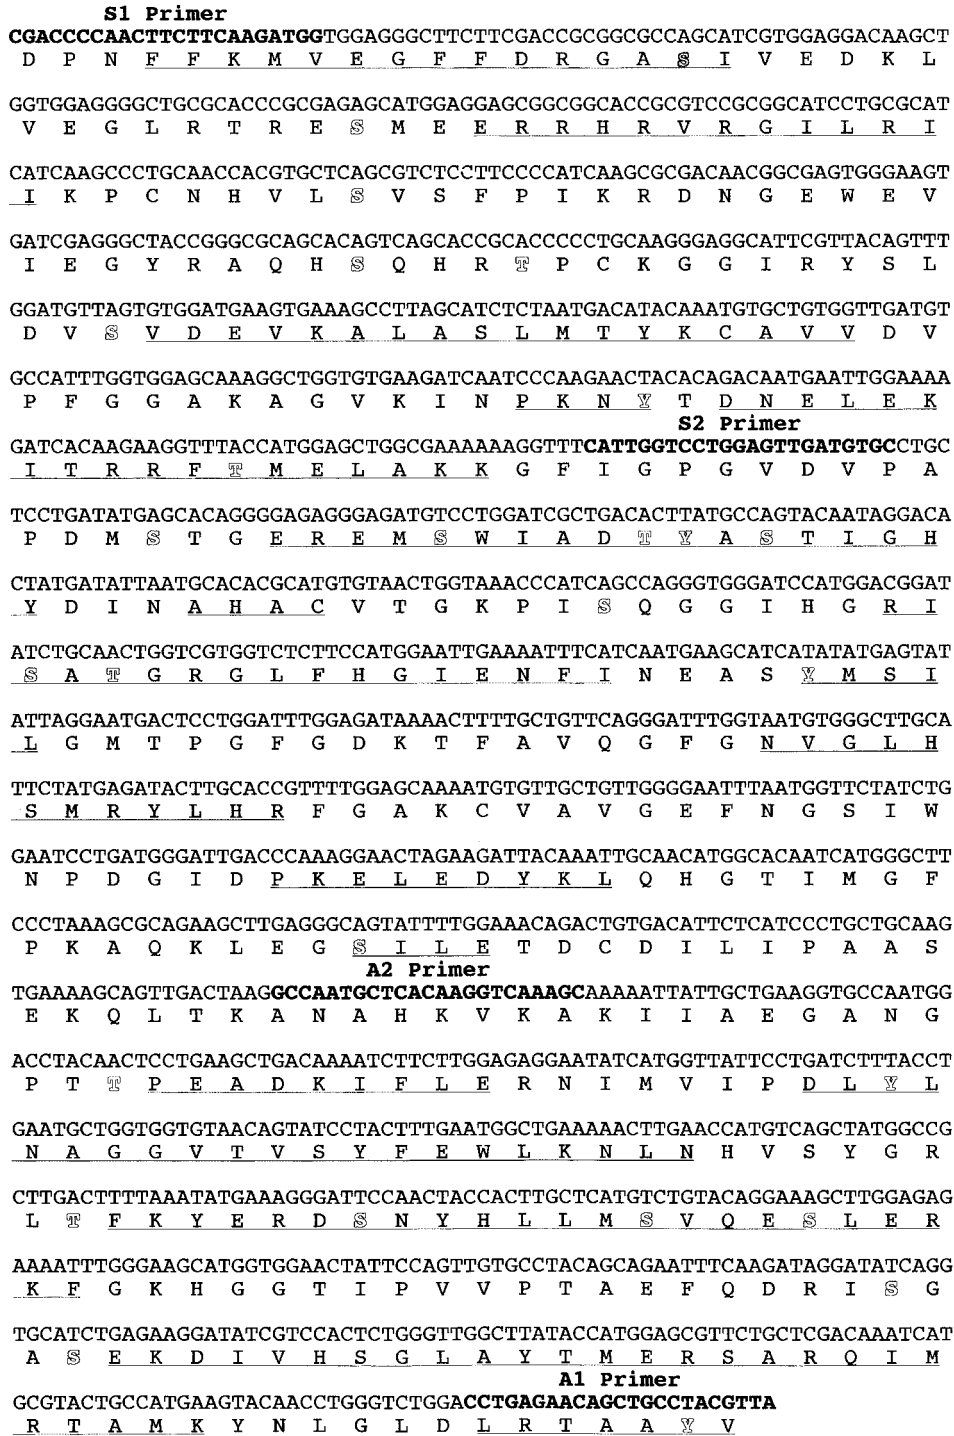 S1 Primer
CGACCCCAACTTCTTCAAGATGGTGGAGGGCTTCTTCGACCGCGGCGCCAGCATCGTGGAGGACAAGCT
D P N F F K M V E G F F D R G A S I V E D K L
GGTGGAGGGGCTGCGCACCCGCGAGAGCATGGAGGAGCGGCGGCACCGCGTCCGCGGCATCCTGCGCAT
V E G L R T R E S M E E R R H R V R G I L R I
CATCAAGCCCTGCAACCACGTGCTCAGCGTCTCCTTCCCCATCAAGCGCGACAACGGCGAGTGGGAAGT
I K P C N H V L S V S F P I K R D N G E W E V
GATCGAGGGCTACCGGGCGCAGCACAGTCAGCACCGCACCCCCTGCAAGGGAGGCATTCGTTACAGTTT
I E G Y R A Q H S Q H R T P C K G G I R Y S L
GGATGTTAGTGTGGATGAAGTGAAAGCCTTAGCATCTCTAATGACATACAAATGTGCTGTGGTTGATGT
D V S V D E V K A L A S L M T Y K C A V V D V
GCCATTTGGTGGAGCAAAGGCTGGTGTGAAGATCAATCCCAAGAACTACACAGACAATGAATTGGAAAA
P F G G A K A G V K I N P K N Y T D N E L E K
S2 Primer
GATCACAAGAAGGTTTACCATGGAGCTGGCGAAAAAAGGTTTCATTGGTCCTGGAGTTGATGTGCCTGC
I T R R F T M E L A K K G F I G P G V D V P A
TCCTGATATGAGCACAGGGGAGAGGGAGATGTCCTGGATCGCTGACACTTATGCCAGTACAATAGGACA
P D M S T G E R E M S W I A D T Y A S T I G H
CTATGATATTAATGCACACGCATGTGTAACTGGTAAACCCATCAGCCAGGGTGGGATCCATGGACGGAT
Y D I N A H A C V T G K P I S Q G G I H G R I
ATCTGCAACTGGTCGTGGTCTCTTCCATGGAATTGAAAATTTCATCAATGAAGCATCATATATGAGTAT
S A T G R G L F H G I E N F I N E A S Y M S I
ATTAGGAATGACTCCTGGATTTGGAGATAAAACTTTTGCTGTTCAGGGATTTGGTAATGTGGGCTTGCA
L G M T P G F G D K T F A V Q G F G N V G L H
TTCTATGAGATACTTGCACCGTTTTGGAGCAAAATGTGTTGCTGTTGGGGAATTTAATGGTTCTATCTG
S M R Y L H R F G A K C V A V G E F N G S I W
GAATCCTGATGGGATTGACCCAAAGGAACTAGAAGATTACAAATTGCAACATGGCACAATCATGGGCTT
N P D G I D P K E L E D Y K L Q H G T I M G F
CCCTAAAGCGCAGAAGCTTGAGGGCAGTATTTTGGAAACAGACTGTGACATTCTCATCCCTGCTGCAAG
P K A Q K L E G S I L E T D C D I L I P A A S
A2 Primer
TGAAAAGCAGTTGACTAAGGCCAATGCTCACAAGGTCAAAGCAAAAATTATTGCTGAAGGTGCCAATGG
E K Q L T K A N A H K V K A K I I A E G A N G
ACCTACAACTCCTGAAGCTGACAAAATCTTCTTGGAGAGGAATATCATGGTTATTCCTGATCTTTACCT
P T T P E A D K I F L E R N I M V I P D L Y L
GAATGCTGGTGGTGTAACAGTATCCTACTTTGAATGGCTGAAAAACTTGAACCATGTCAGCTATGGCCG
N A G G V T V S Y F E W L K N L N H V S Y G R
CTTGACTTTTAAATATGAAAGGGATTCCAACTACCACTTGCTCATGTCTGTACAGGAAAGCTTGGAGAG
L T F K Y E R D S N Y H L L M S V Q E S L E R
AAAATTTGGGAAGCATGGTGGAACTATTCCAGTTGTGCCTACAGCAGAATTTCAAGATAGGATATCAGG
K F G K H G G T I P V V P T A E F Q D R I S G
TGCATCTGAGAAGGATATCGTCCACTCTGGGTTGGCTTATACCATGGAGCGTTCTGCTCGACAAATCAT
A S E K D I V H S G L A Y T M E R S A R Q I M
A1 Primer
GCGTACTGCCATGAAGTACAACCTGGGTCTGGACCTGAGAACAGCTGCCTACGTTA
R T A M K Y N L G L D L R T A A Y V